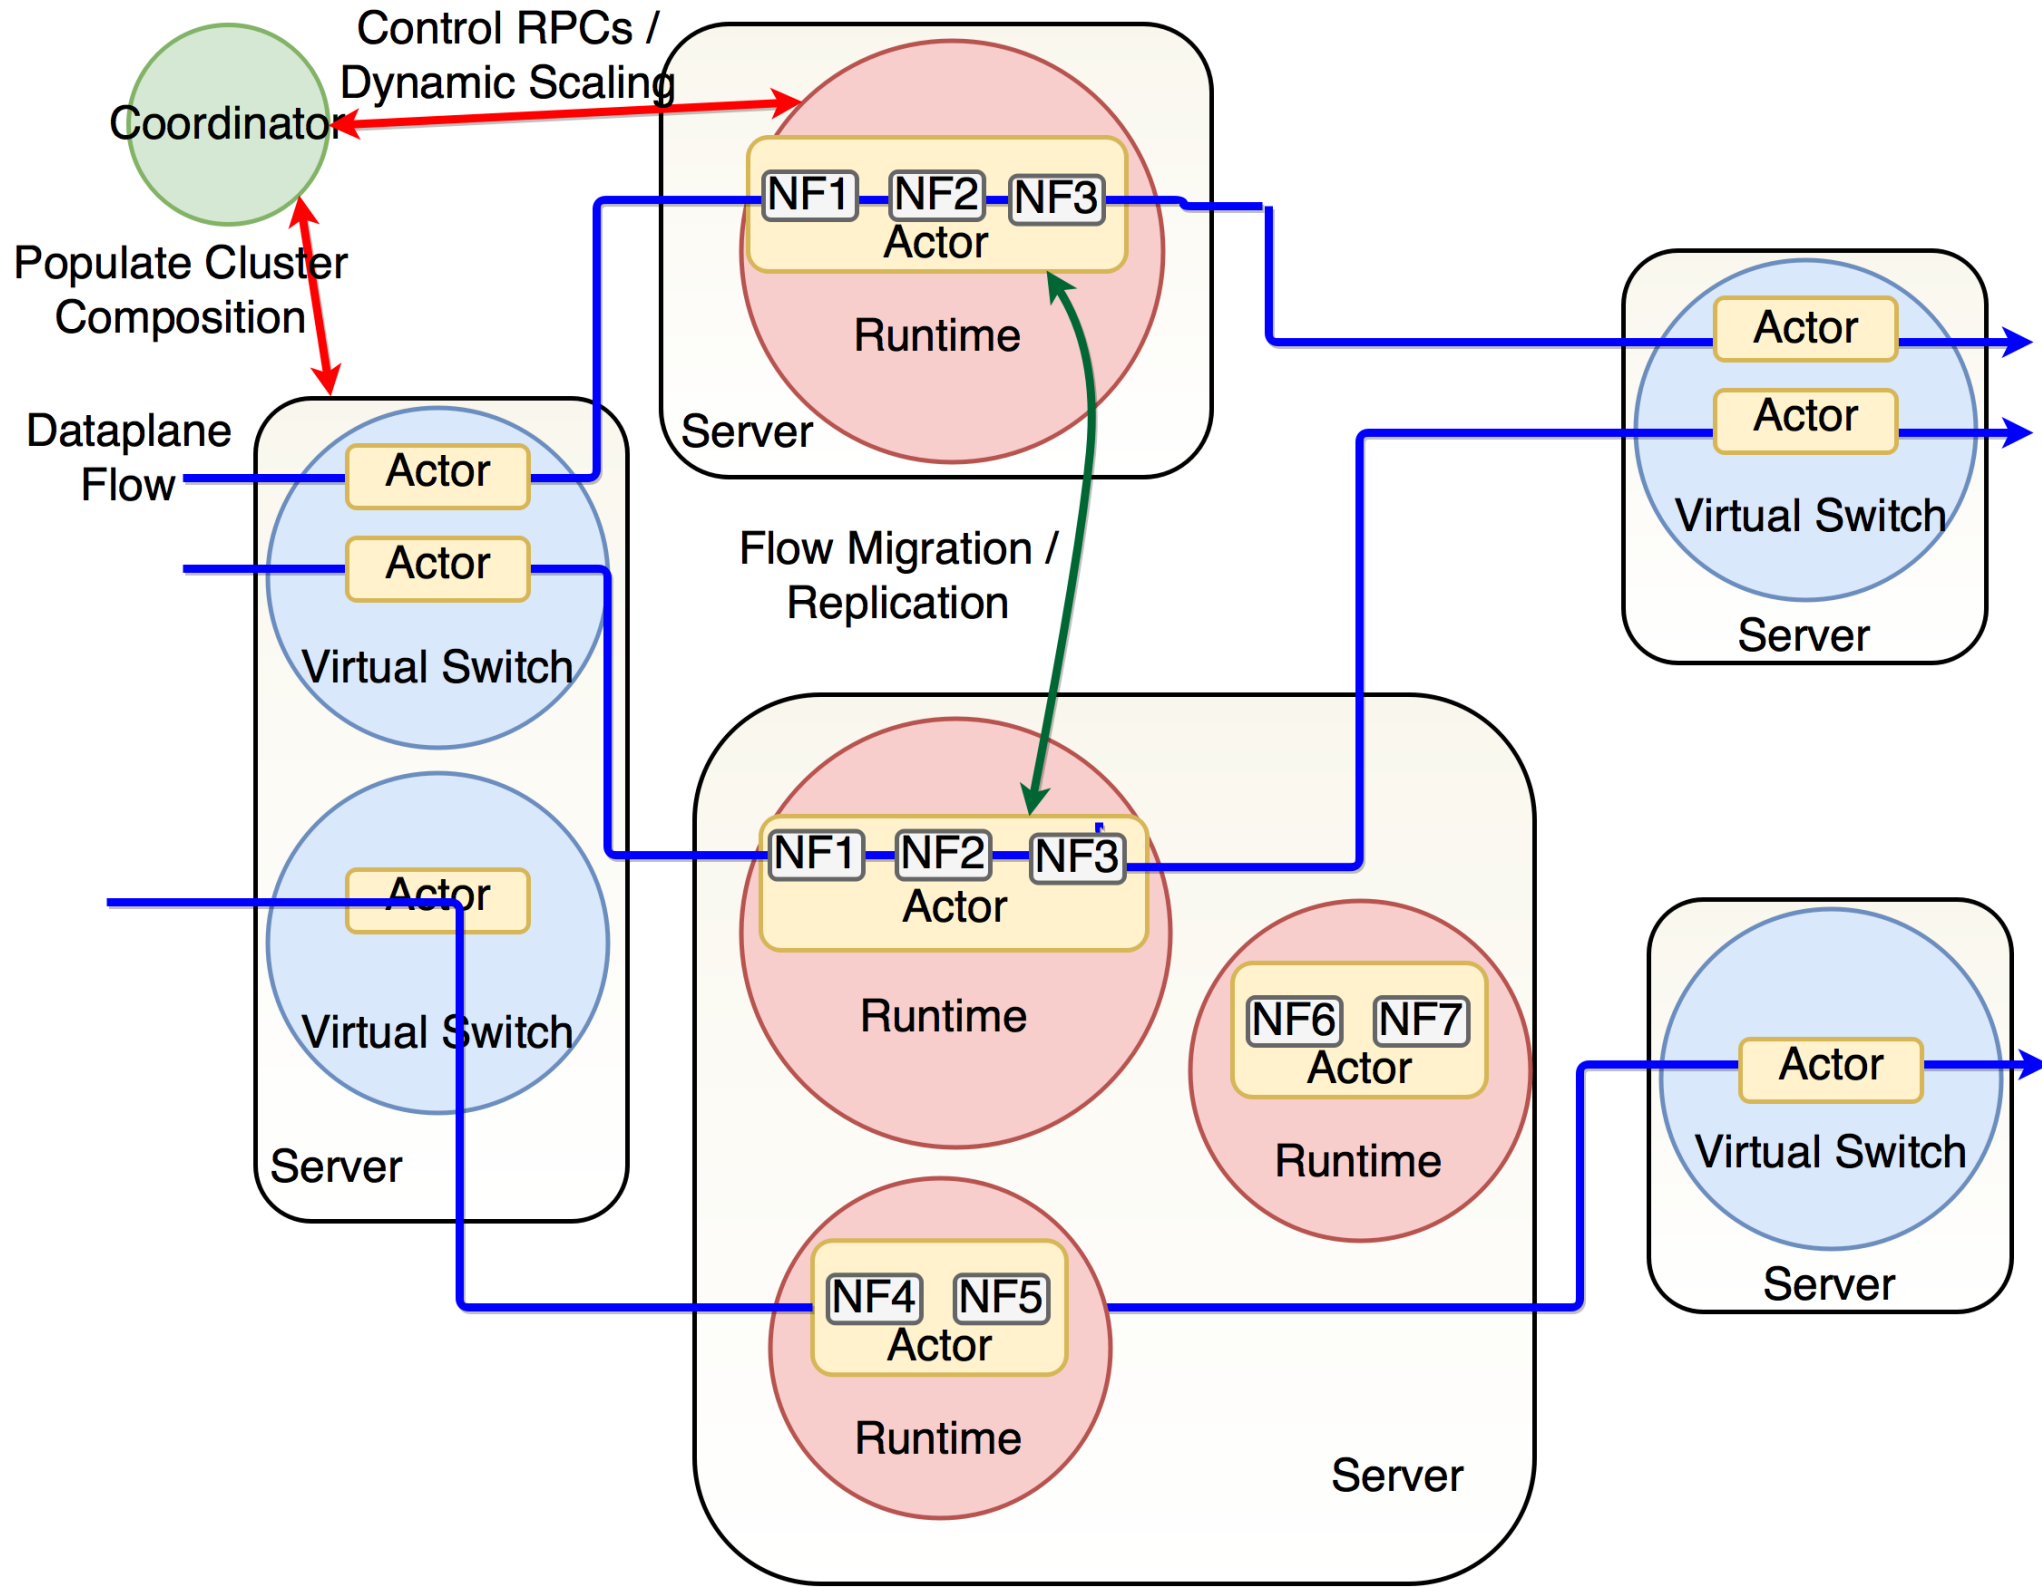 Control RPCs /
Dynamic Scaling
Coordinator
Populate Cluster
Composition
NF1
NF2
NF3
Actor
Runtime
Server
Dataplane
Flow
Actor
Actor
Virtual Switch
Actor
Virtual Switch
Server
Flow Migration /
Replication
NF1
NF2
NF3
Actor
Runtime
NF6
NF7
Actor
Runtime
NF4
NF5
Actor
Runtime
Server
Actor
Actor
Virtual Switch
Server
Actor
Virtual Switch
Server